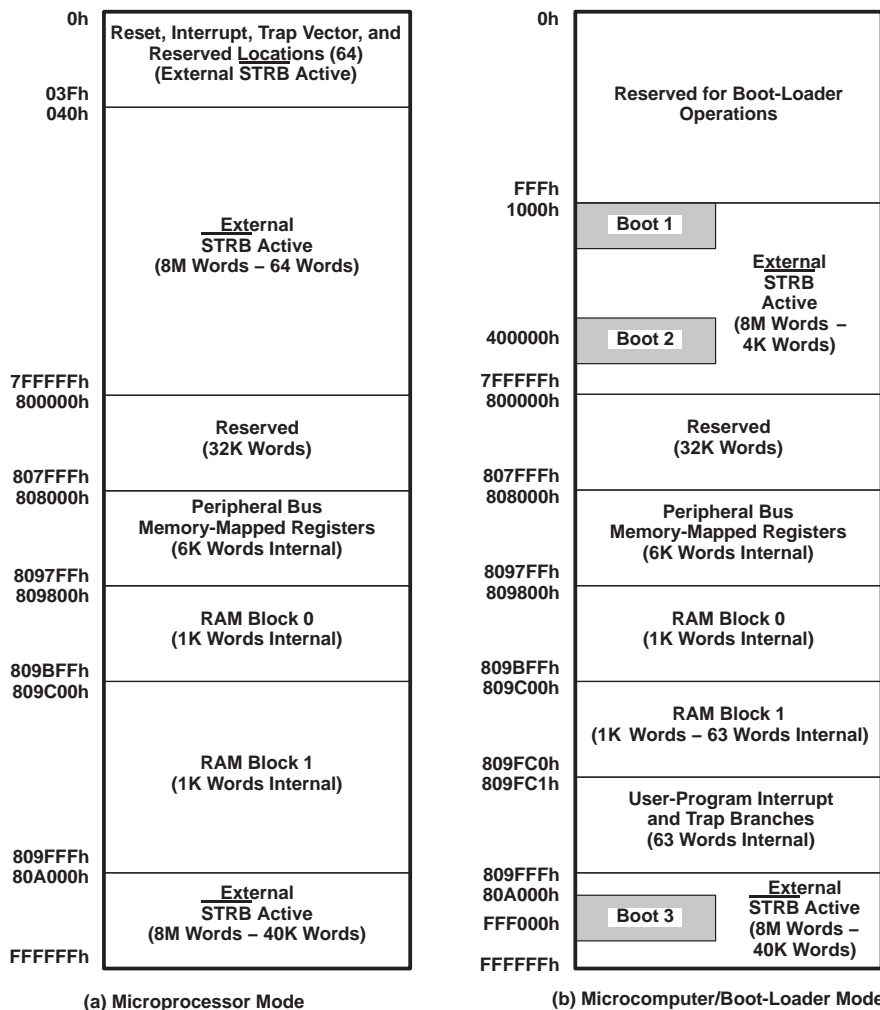 0h
Reset, Interrupt, Trap Vector, and
Reserved Locations (64)
(External STRB Active)
03Fh
040h
External
STRB Active
(8M Words – 64 Words)
7FFFFFh
800000h
Reserved
(32K Words)
807FFFh
808000h
Peripheral Bus
Memory-Mapped Registers
(6K Words Internal)
8097FFh
809800h
RAM Block 0
(1K Words Internal)
809BFFh
809C00h
RAM Block 1
(1K Words Internal)
809FFFh
80A000h
External
STRB Active
(8M Words – 40K Words)
FFFFFFh
(a) Microprocessor Mode
0h
Reserved for Boot-Loader
Operations
FFFh
1000h
Boot 1
External
STRB
Active
(8M Words –
4K Words)
400000h
Boot 2
7FFFFFh
800000h
Reserved
(32K Words)
807FFFh
808000h
Peripheral Bus
Memory-Mapped Registers
(6K Words Internal)
8097FFh
809800h
RAM Block 0
(1K Words Internal)
809BFFh
809C00h
RAM Block 1
(1K Words – 63 Words Internal)
809FC0h
809FC1h
User-Program Interrupt
and Trap Branches
(63 Words Internal)
809FFFh
80A000h
Boot 3
FFF000h
External
STRB Active
(8M Words –
40K Words)
FFFFFFh
(b) Microcomputer/Boot-Loader Mode